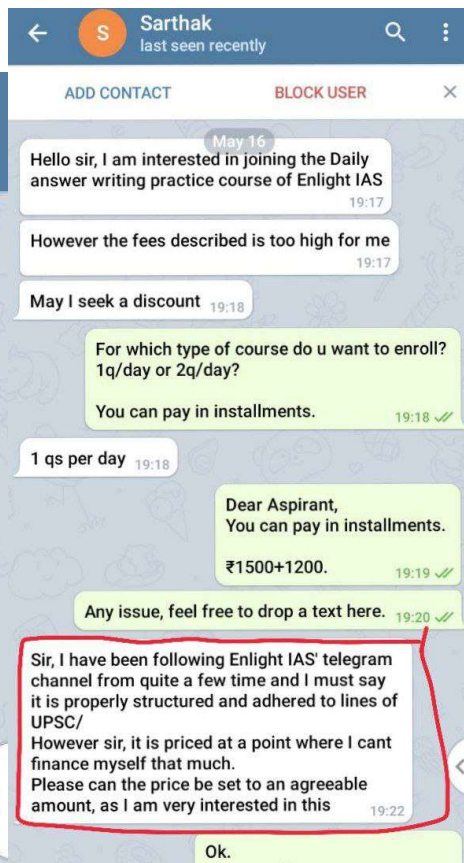 Sarthak
S
last seen recently
ADD CONTACT
BLOCK USER
May 16
Hello sir, I am interested in joining the Daily
answer writing practice course of Enlight IAS
19:17
However the fees described is too high for me
19:17
May I seek a discount 19:18
For which type of course do u want to enroll?
1q/day or 2q/day?
You can pay in installments.
19:18
1 qs per day 19:18
Dear Aspirant,
You can pay in installments.
₹1500+1200.
19:19
Any issue, feel free to drop a text here. 19:20
Sir, I have been following Enlight IAS' telegram
channel from quite a few time and I must say
it is properly structured and adhered to lines of
UPSC/
However sir, it is priced at a point where I cant
finance myself that much.
Please can the price be set to an agreeable
amount, as I am very interested in this
19:22
Ok.